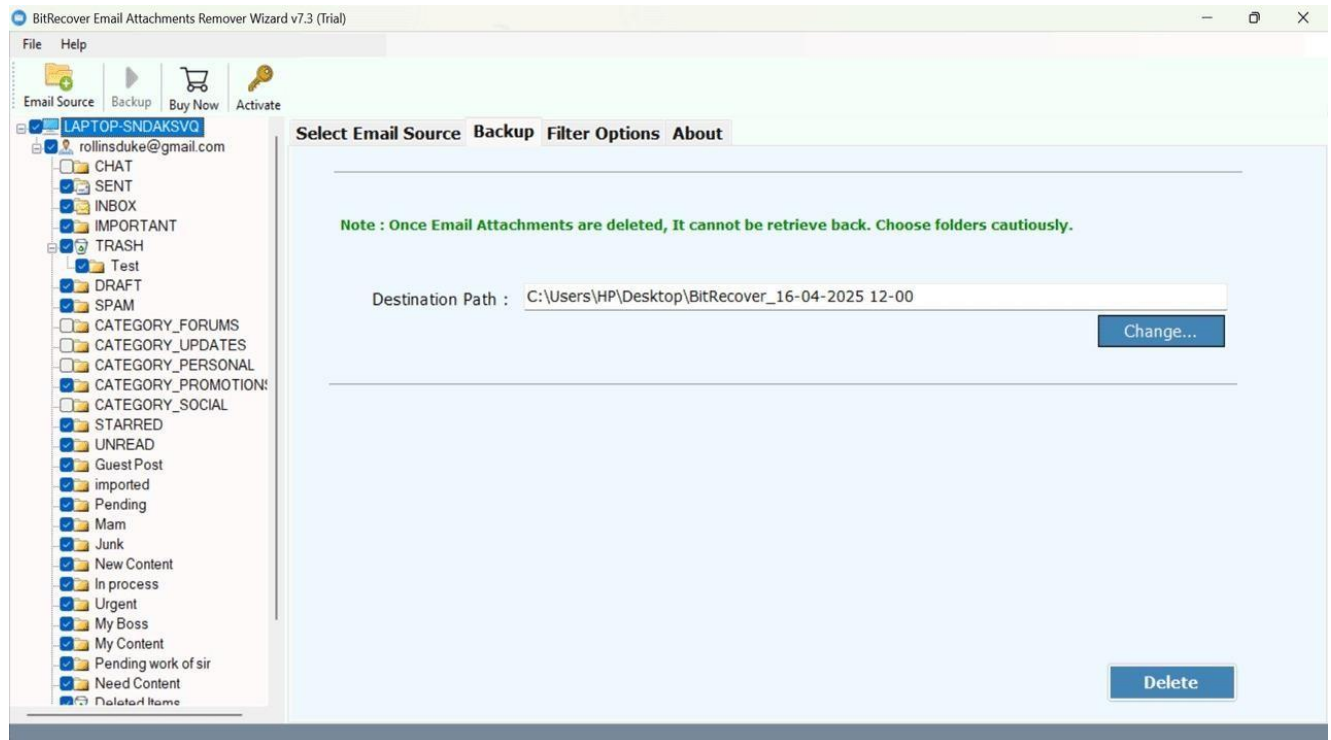 BitRecover Email Attachments Remover Wizard v7.3 (Trial)
File Help
Email Source Backup Buy Now Activate
LAPTOP-SNDAKSVQ
rollinsduke@gmail.com
CHAT
SENT
INBOX
IMPORTANT
TRASH
Test
DRAFT
SPAM
CATEGORY_FORUMS
CATEGORY_UPDATES
CATEGORY_PERSONAL
CATEGORY_PROMOTIONS
CATEGORY_SOCIAL
STARRED
UNREAD
Guest Post
imported
Pending
Mam
Junk
New Content
In process
Urgent
My Boss
My Content
Pending work of sir
Need Content
Deleted Items
Select Email Source Backup Filter Options About
Note : Once Email Attachments are deleted, It cannot be retrieve back. Choose folders cautiously.
Destination Path : C:\Users\HP\Desktop\BitRecover_16-04-2025 12-00
Change...
Delete